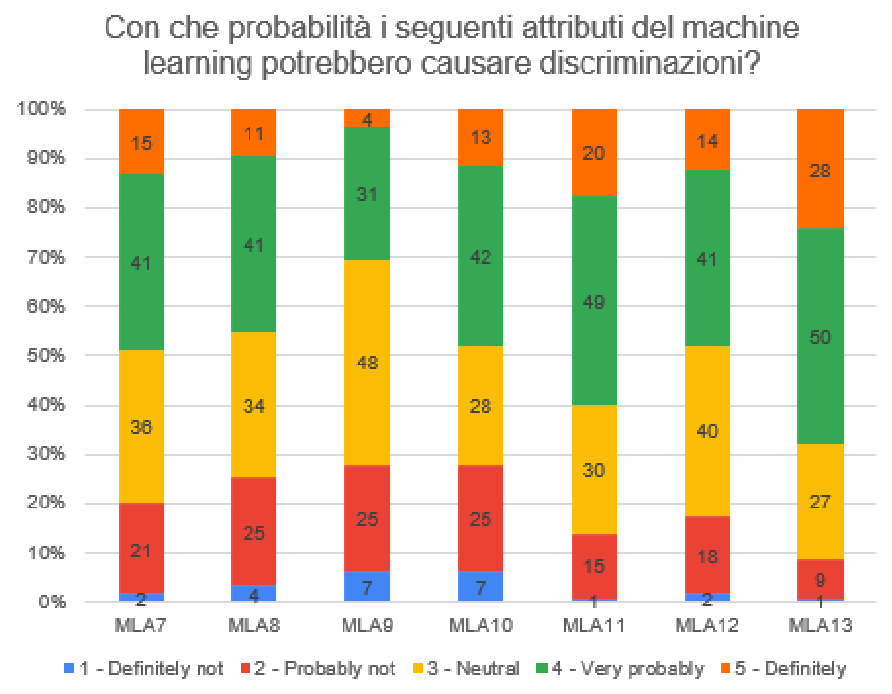 Con che probabilità i seguenti attributi del machine
learning potrebbero causare discriminazioni?
100%
90%
80%
70%
60%
50%
40%
30%
20%
10%
0%
15 11 4 13 20 14 28
41 41 31 42 49 41 50
36 34 48 28 30 40 27
21 25 25 25 15 18 9
2 4 7 7 1 2 1
MLA7 MLA8 MLA9 MLA10 MLA11 MLA12 MLA13
1 - Definitely not 2 - Probably not 3 - Neutral 4 - Very probably 5 - Definitely